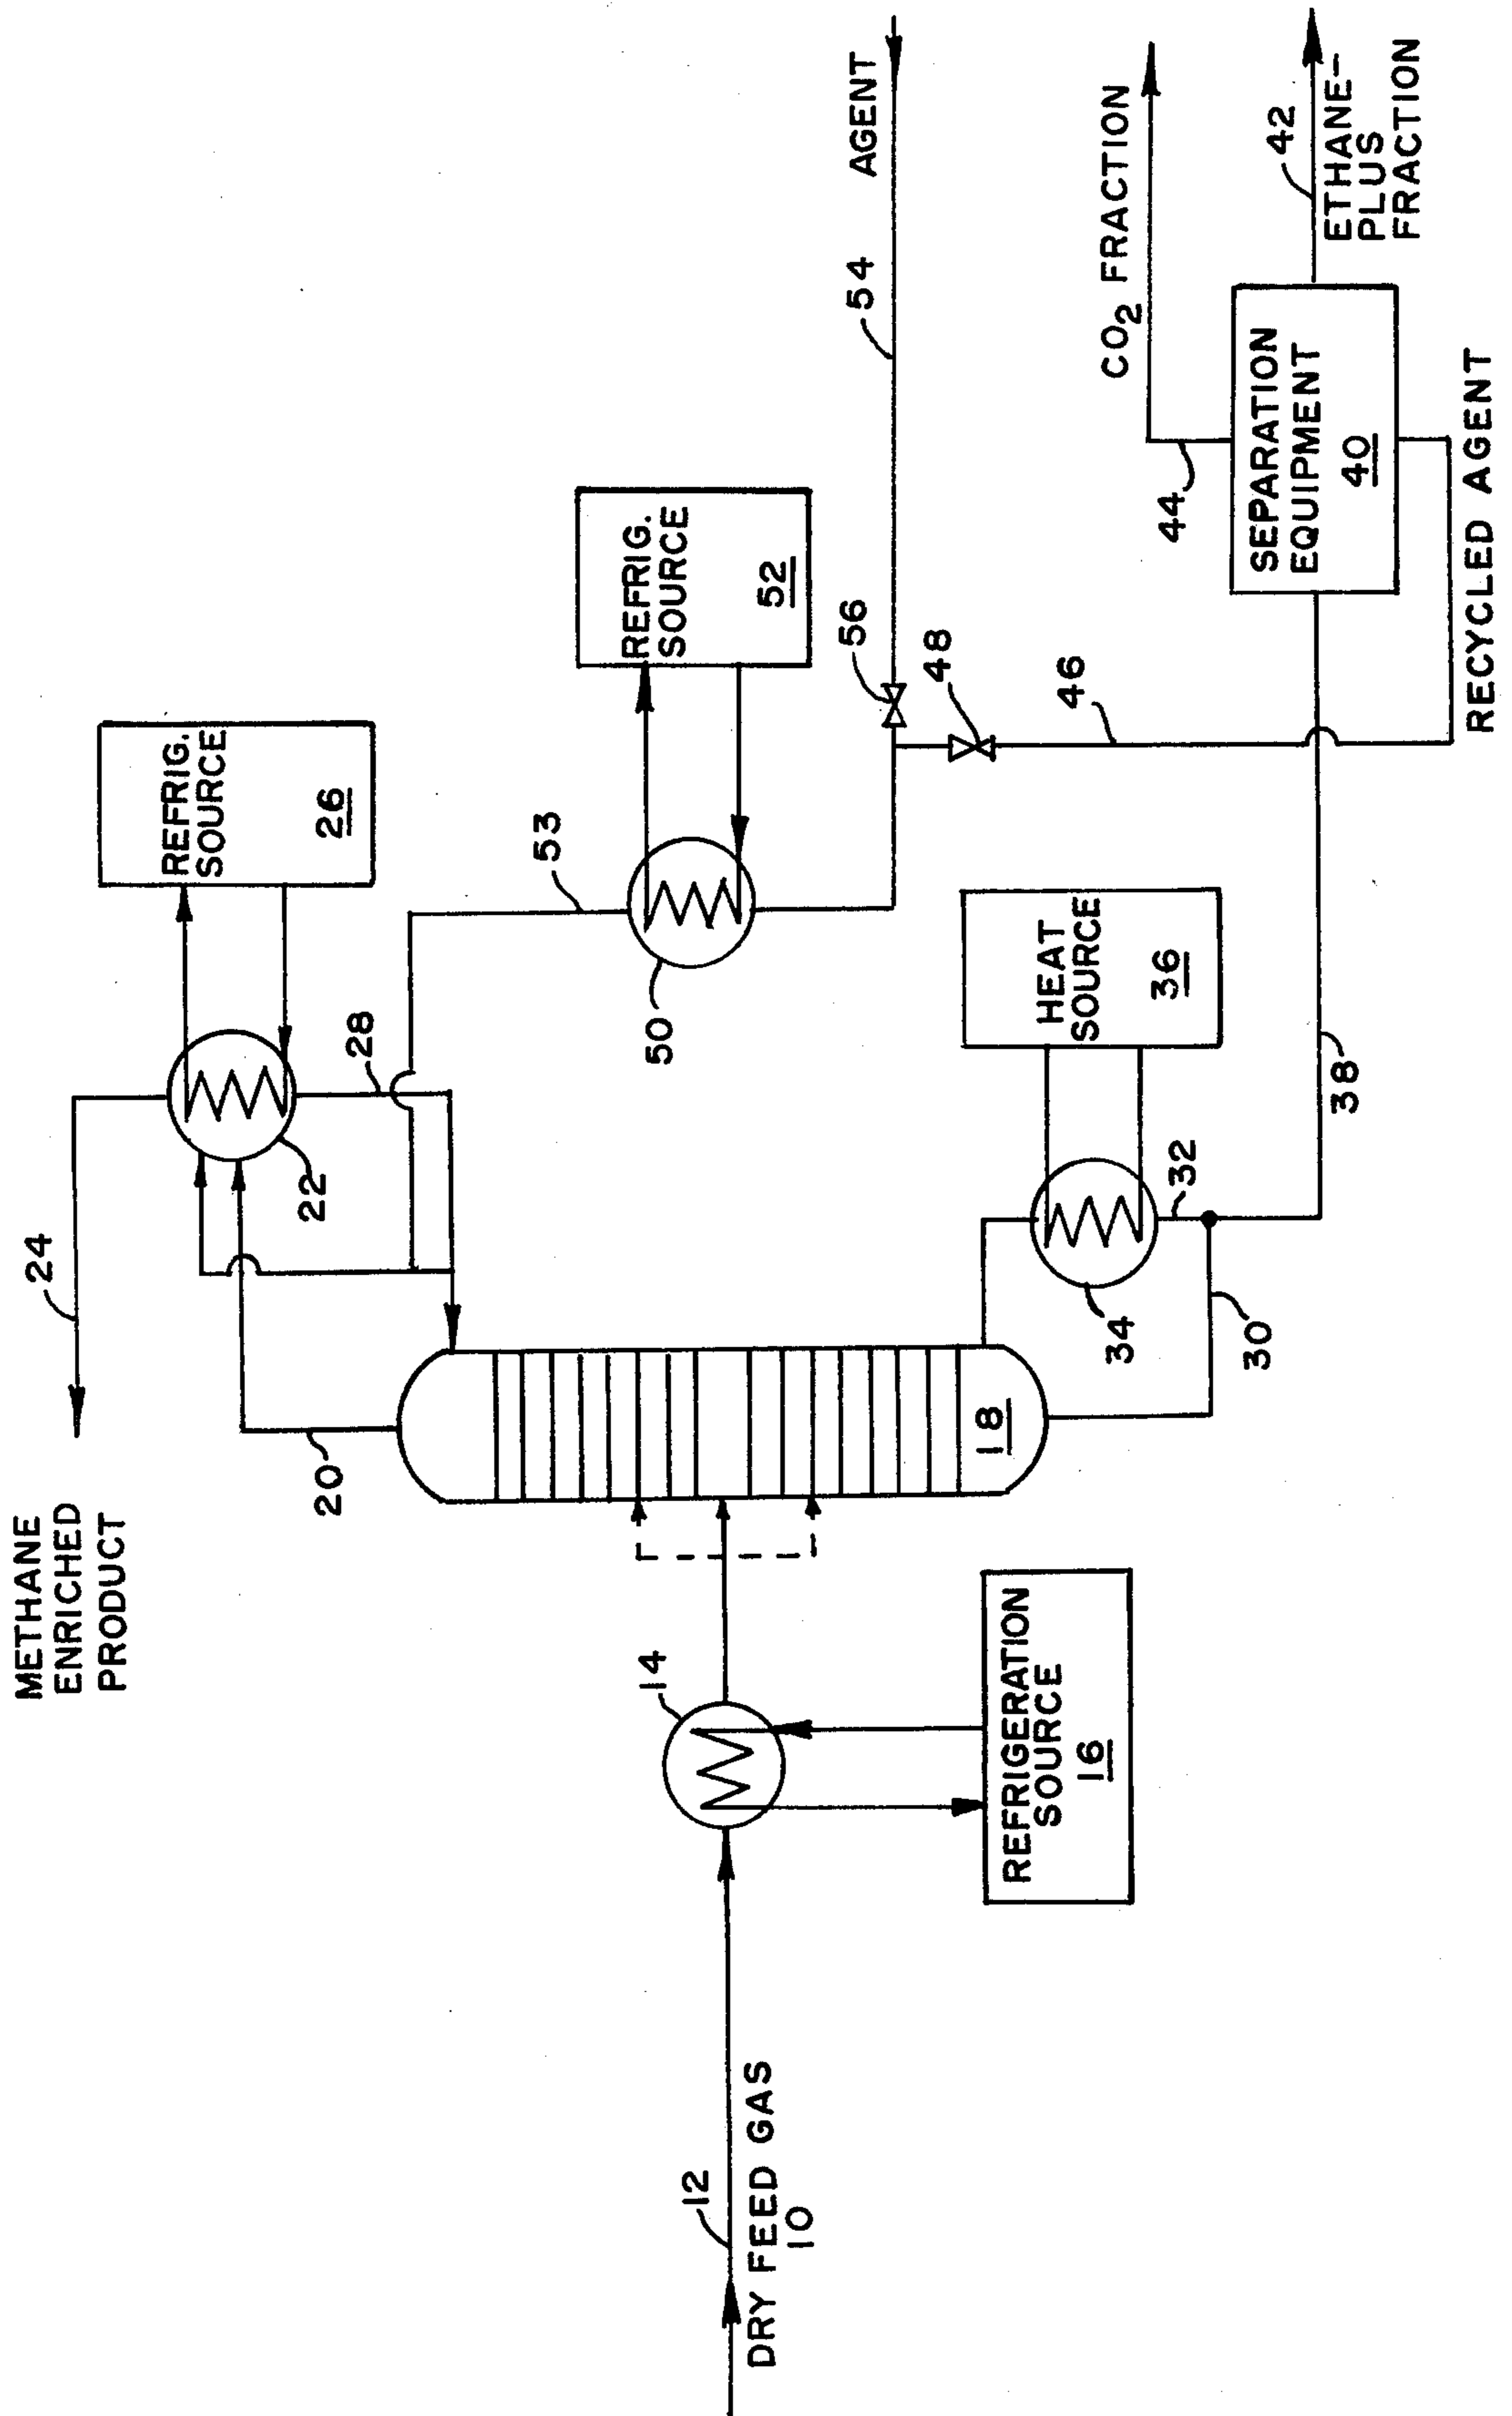 METHANE
ENRICHED
PRODUCT
24
20
22
28
REFRIG.
SOURCE
26
53
50
REFRIG.
SOURCE
52
AGENT
54
56
48
46
DRY FEED GAS
10
12
14
REFRIGERATION
SOURCE
16
18
34
32
30
HEAT
SOURCE
36
38
SEPARATION
EQUIPMENT
40
44
CO2 FRACTION
42
ETHANE-
PLUS
FRACTION
RECYCLED AGENT